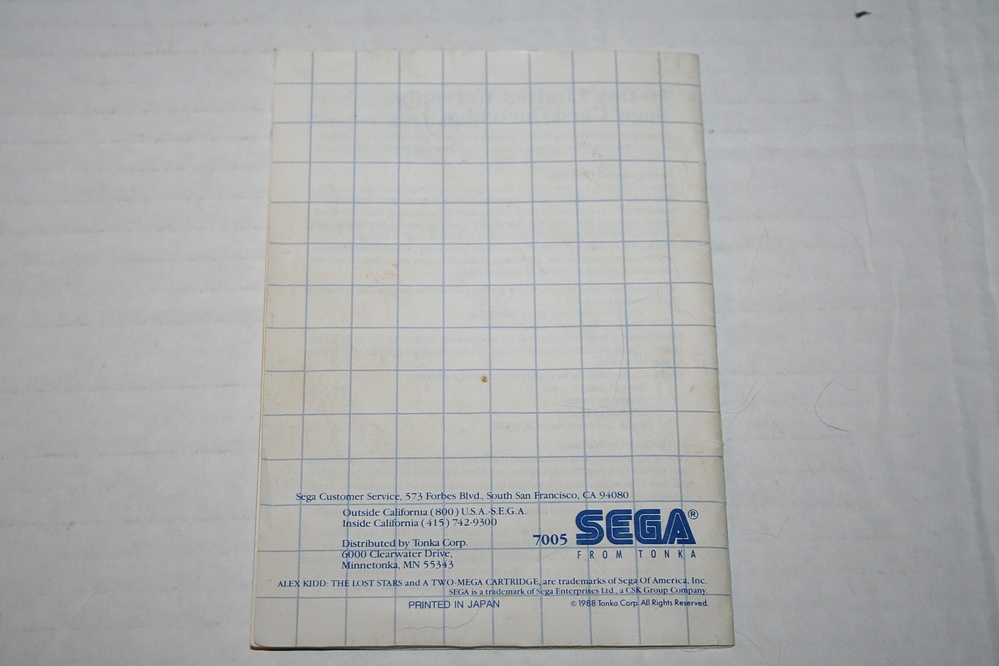 Sega Customer Service, 573 Forbes Blvd., South San Francisco, CA 94080
Outside California (800) U.S.A.-S.E.G.A.
Inside California (415) 742-9300
Distributed by Tonka Corp.
6000 Clearwater Drive,
Minnetonka, MN 55343
7005 SEGA®
FROM TONKA
ALEX KIDD: THE LOST STARS and A TWO-MEGA CARTRIDGE, are trademarks of Sega Of America, Inc.
SEGA is a trademark of Sega Enterprises Ltd., a CSK Group Company.
PRINTED IN JAPAN
©1988 Tonka Corp. All Rights Reserved.